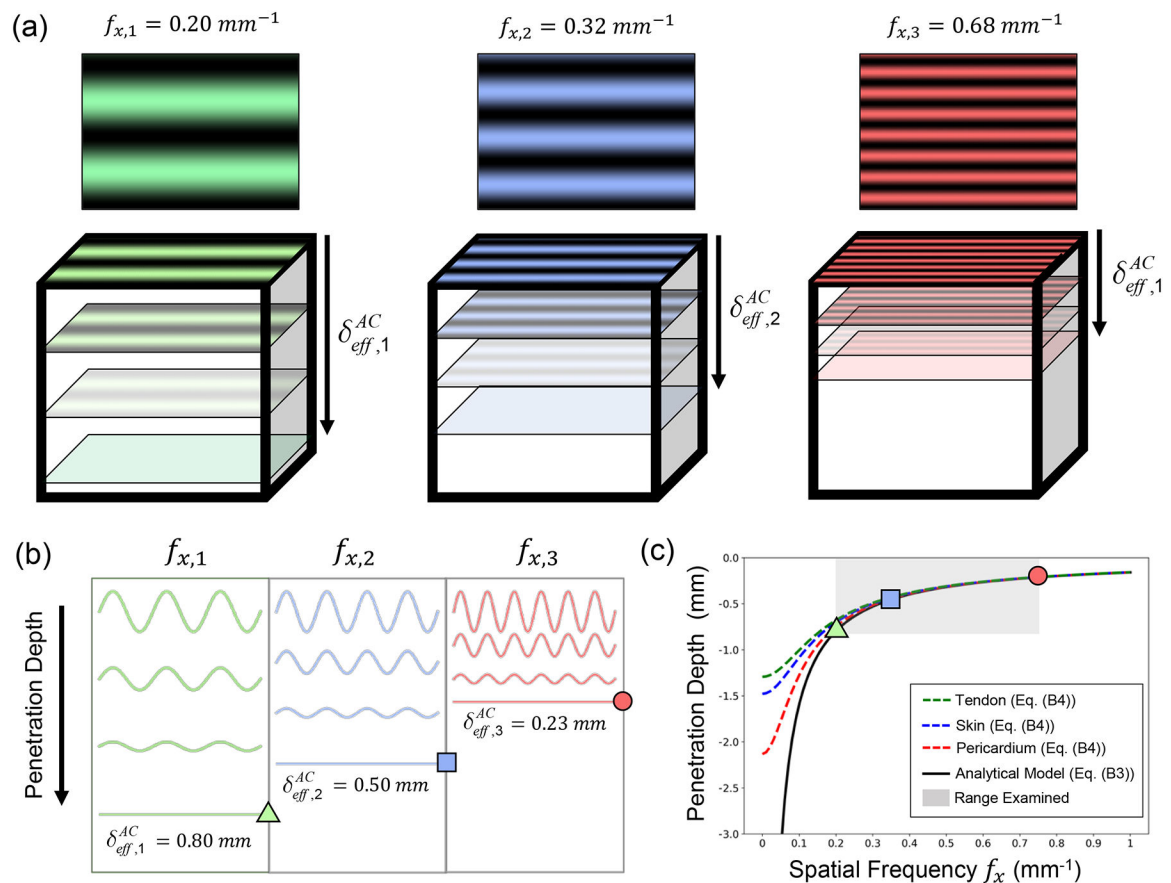 (a)
f_{x,1} = 0.20 mm⁻¹
f_{x,2} = 0.32 mm⁻¹
f_{x,3} = 0.68 mm⁻¹
δ^{AC}_{eff,1}
δ^{AC}_{eff,2}
δ^{AC}_{eff,1}
(b)
f_{x,1}
f_{x,2}
f_{x,3}
Penetration Depth
δ^{AC}_{eff,1} = 0.80 mm
δ^{AC}_{eff,2} = 0.50 mm
δ^{AC}_{eff,3} = 0.23 mm
(c)
Penetration Depth (mm)
0.0
-0.5
-1.0
-1.5
-2.0
-2.5
-3.0
Tendon (Eq. (B4))
Skin (Eq. (B4))
Pericardium (Eq. (B4))
Analytical Model (Eq. (B3))
Range Examined
0 0.1 0.2 0.3 0.4 0.5 0.6 0.7 0.8 0.9 1
Spatial Frequency f_x (mm⁻¹)